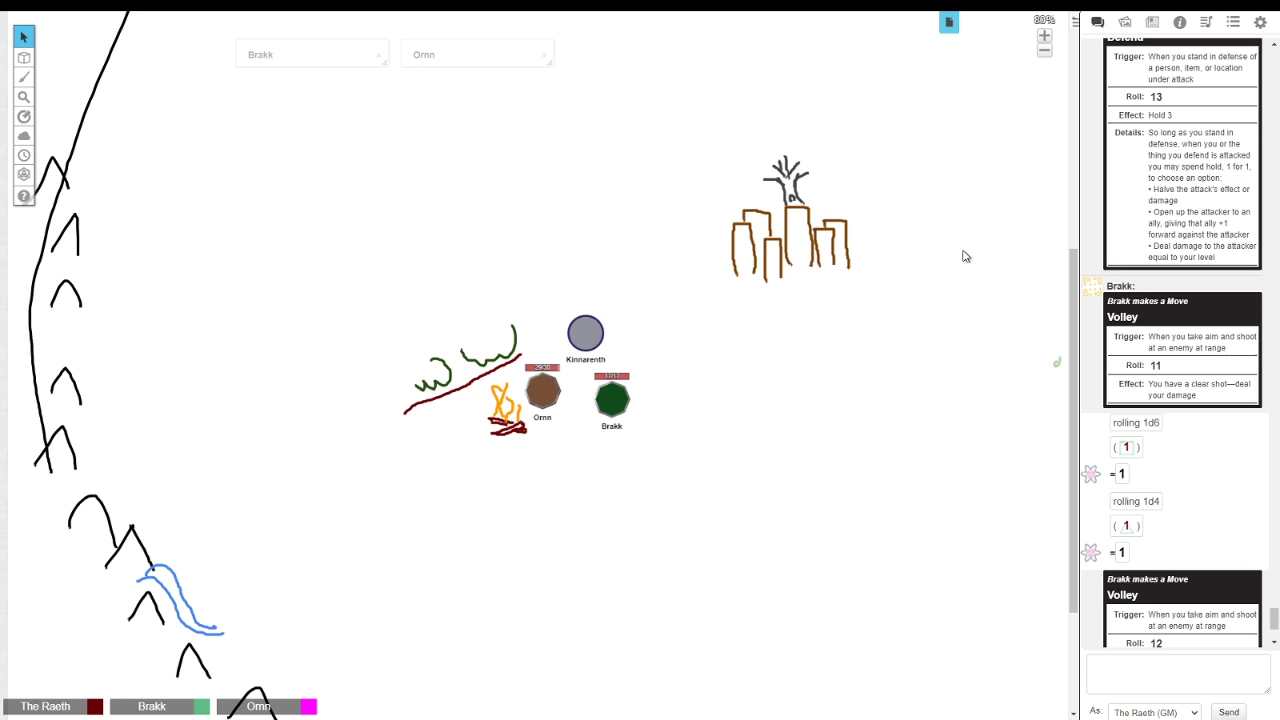 80%
Brakk
Ornn
Kinnarenth
Ornn
Brakk
The Raeth
Brakk
Ornn
Defend
Trigger: When you stand in defense of
a person, item, or location
under attack
Roll: 13
Effect: Hold 3
Details: So long as you stand in
defense, when you or the
thing you defend is attacked
you may spend hold, 1 for 1,
to choose an option:
• Halve the attack's effect or
damage
• Open up the attacker to an
ally, giving that ally +1
forward against the attacker
• Deal damage to the attacker
equal to your level
Brakk:
Brakk makes a Move
Volley
Trigger: When you take aim and shoot
at an enemy at range
Roll: 11
Effect: You have a clear shot—deal
your damage
rolling 1d6
(1)
=1
rolling 1d4
(1)
=1
Brakk makes a Move
Volley
Trigger: When you take aim and shoot
at an enemy at range
Roll: 12
As: The Raeth (GM)
Send